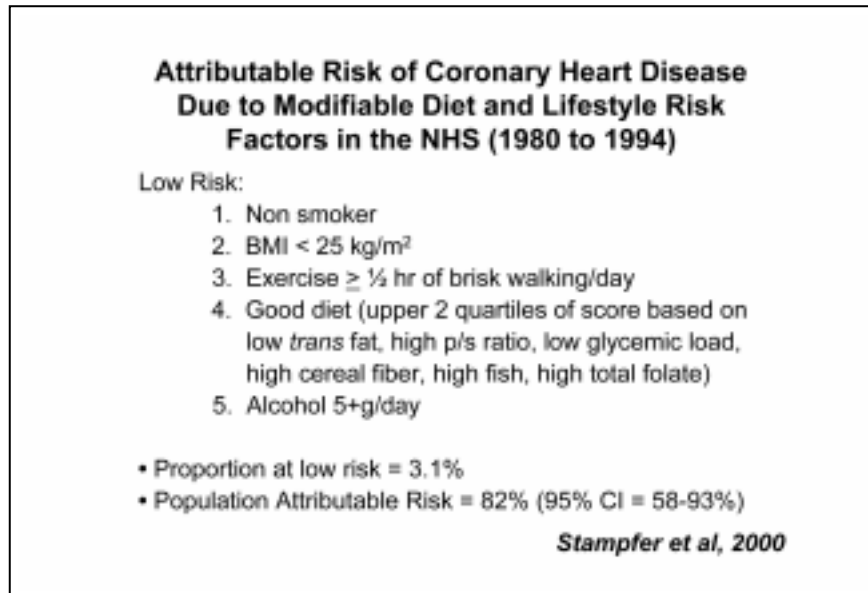 Attributable Risk of Coronary Heart Disease
Due to Modifiable Diet and Lifestyle Risk
Factors in the NHS (1980 to 1994)
Low Risk:
1. Non smoker
2. BMI < 25 kg/m²
3. Exercise ≥ ½ hr of brisk walking/day
4. Good diet (upper 2 quartiles of score based on
low trans fat, high p/s ratio, low glycemic load,
high cereal fiber, high fish, high total folate)
5. Alcohol 5+g/day
• Proportion at low risk = 3.1%
• Population Attributable Risk = 82% (95% CI = 58-93%)
Stampfer et al, 2000